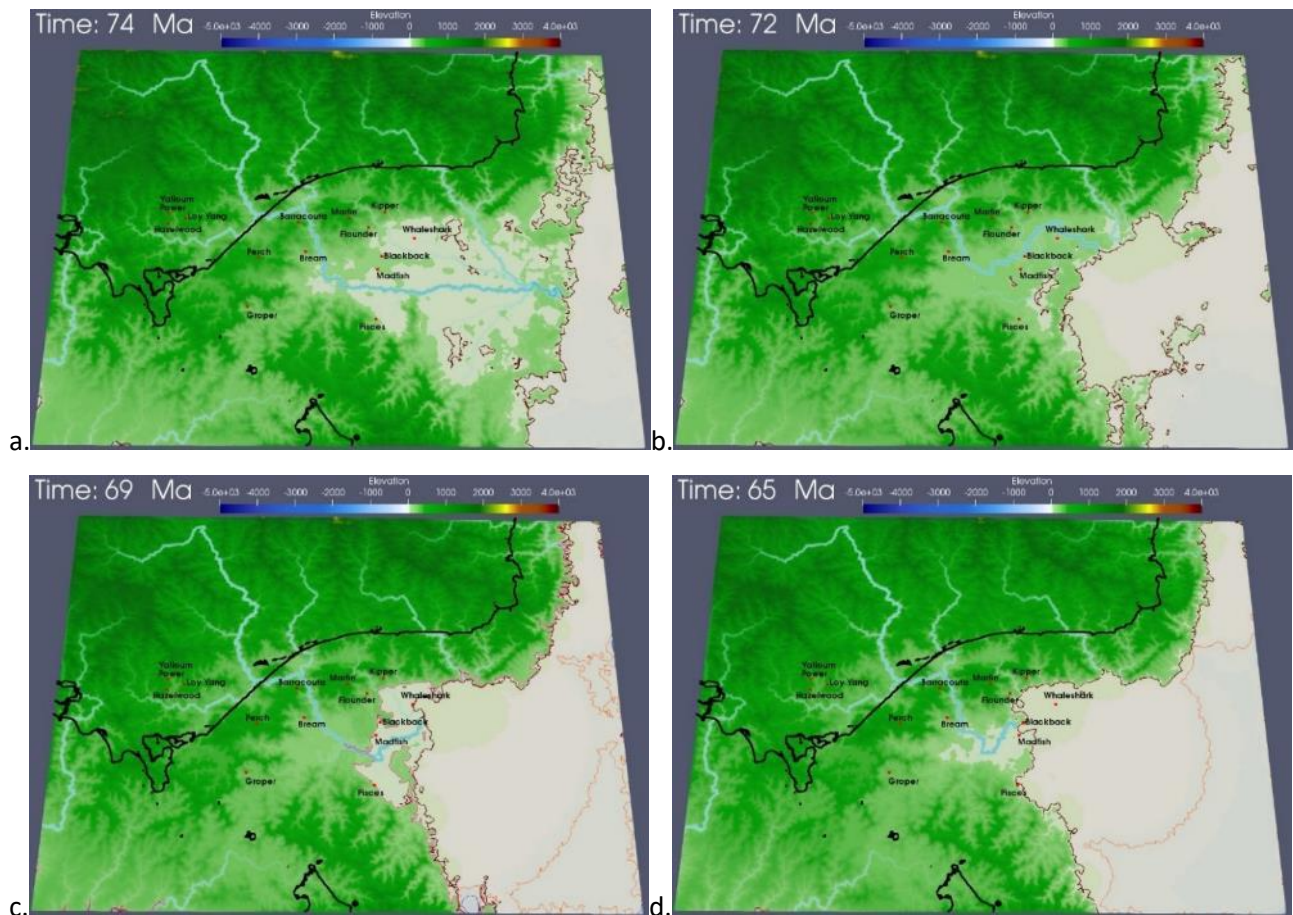 Time: 74 Ma
Elevation
-5.0e+03 -4000 -3000 -2000 -1000 0 1000 2000 3000 4.0e+03
Yallourn
Power
Loy Yang
Hazelwood
Barracouta
Marlin
Kipper
Flounder
Whaleshark
Perch
Bream
Blackback
Madfish
Groper
Pisces
a.
Time: 72 Ma
Elevation
-5.0e+03 -4000 -3000 -2000 -1000 0 1000 2000 3000 4.0e+03
Yallourn
Power
Loy Yang
Hazelwood
Barracouta
Marlin
Kipper
Flounder
Whaleshark
Perch
Bream
Blackback
Madfish
Groper
Pisces
b.
Time: 69 Ma
Elevation
-5.0e+03 -4000 -3000 -2000 -1000 0 1000 2000 3000 4.0e+03
Yallourn
Power
Loy Yang
Hazelwood
Barracouta
Marlin
Kipper
Flounder
Whaleshark
Perch
Bream
Blackback
Madfish
Groper
Pisces
c.
Time: 65 Ma
Elevation
-5.0e+03 -4000 -3000 -2000 -1000 0 1000 2000 3000 4.0e+03
Yallourn
Power
Loy Yang
Hazelwood
Barracouta
Marlin
Kipper
Flounder
Whaleshark
Perch
Bream
Blackback
Madfish
Groper
Pisces
d.